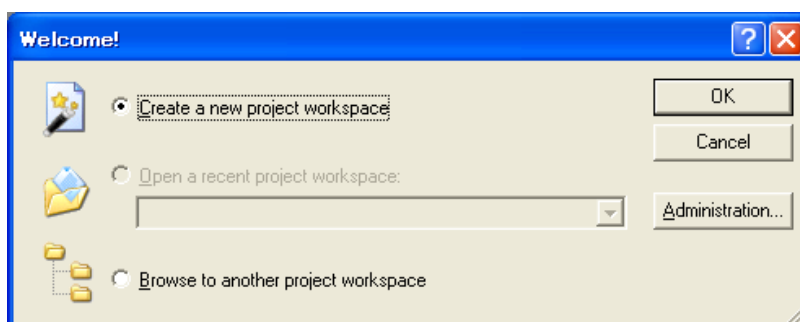 Welcome!
Create a new project workspace
OK
Cancel
Open a recent project workspace:
Administration...
Browse to another project workspace